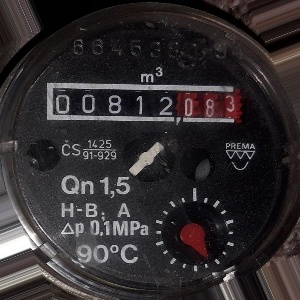 m³
00812,083
ČS 1425
91-929
PREMA
Qn 1,5
H-B; A
Δp 0,1MPa
90°C